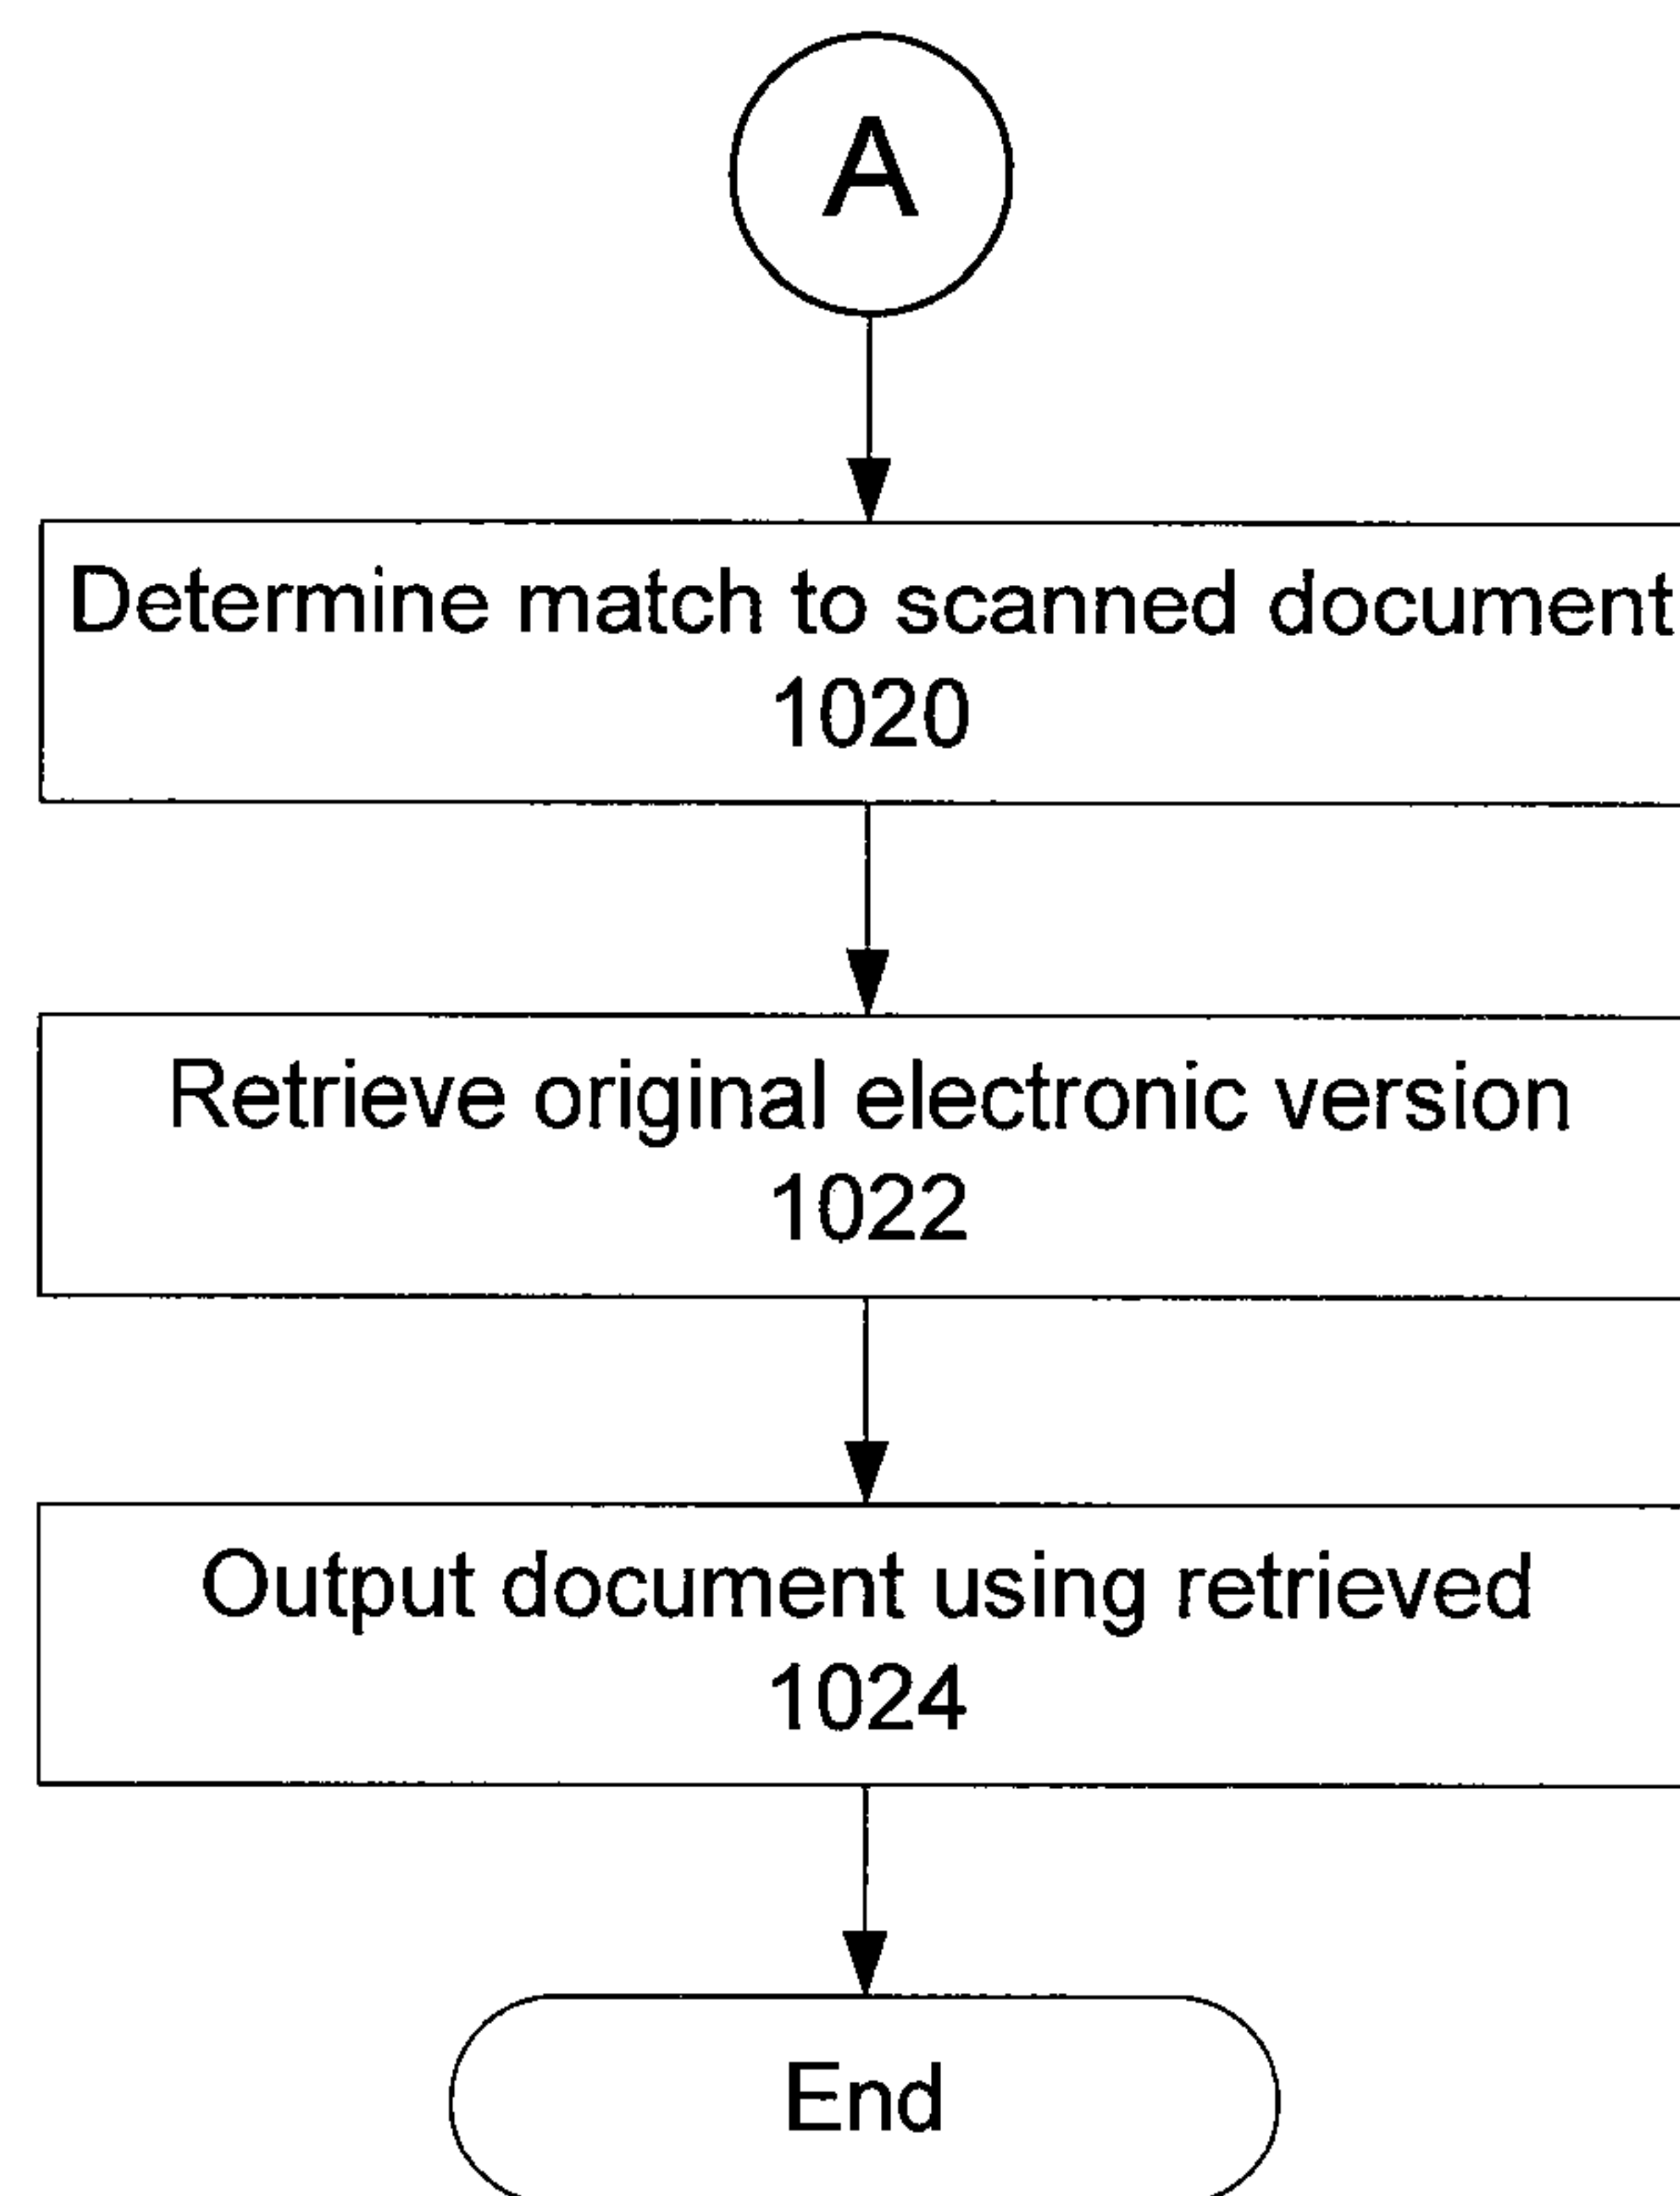 A
Determine match to scanned document
1020
Retrieve original electronic version
1022
Output document using retrieved
1024
End